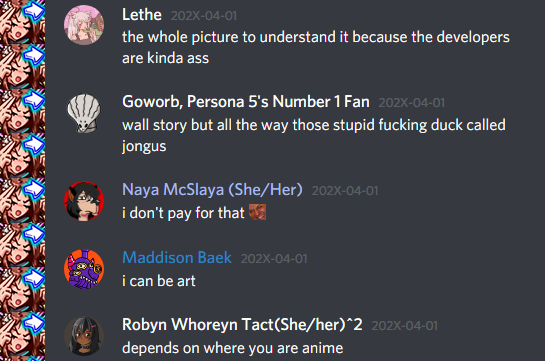 Lethe 202X-04-01
the whole picture to understand it because the developers
are kinda ass
Goworb, Persona 5's Number 1 Fan 202X-04-01
wall story but all the way those stupid fucking duck called
jongus
Naya McSlaya (She/Her) 202X-04-01
i don't pay for that
Maddison Baek 202X-04-01
i can be art
Robyn Whoreyn Tact(She/her)^2 202X-04-01
depends on where you are anime